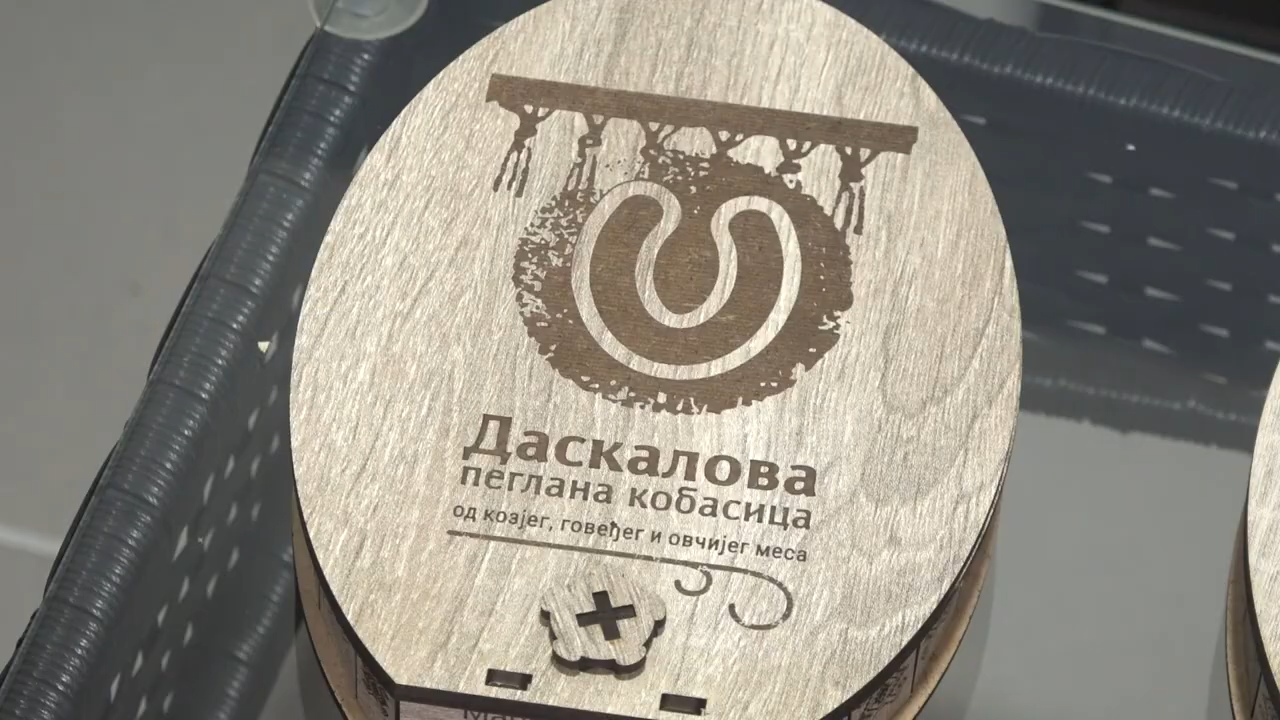 Даскалова
пеглана кобасица
од козјег, говеђег и овчијег меса